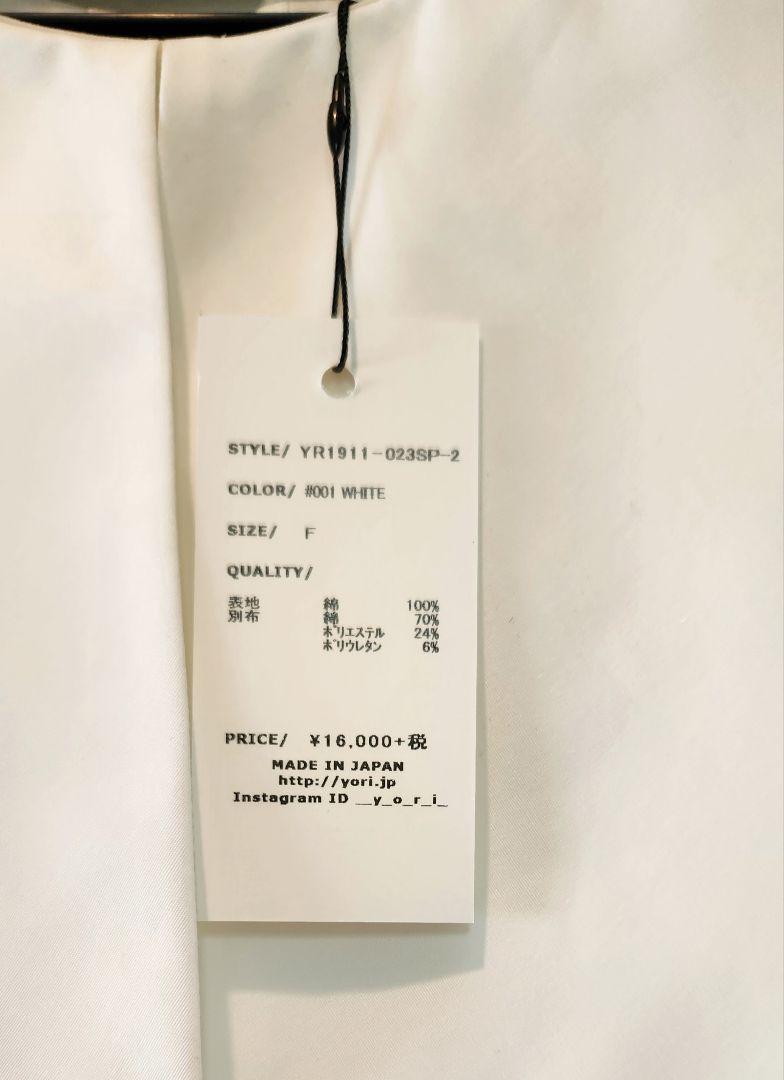 STYLE/ YR1911-023SP-2
COLOR/ #001 WHITE
SIZE/ F
QUALITY/
表地 綿 100%
別布 綿 70%
ポリエステル 24%
ポリウレタン 6%
PRICE/ ¥16,000+税
MADE IN JAPAN
http://yori.jp
Instagram ID __y_o_r_i_